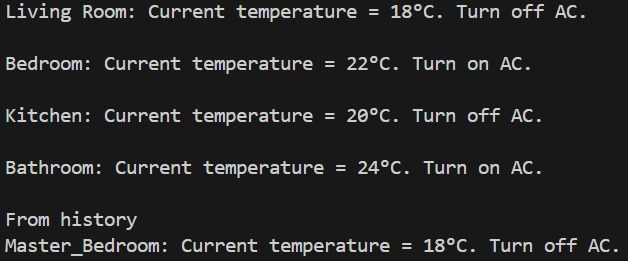 Living Room: Current temperature = 18°C. Turn off AC.
Bedroom: Current temperature = 22°C. Turn on AC.
Kitchen: Current temperature = 20°C. Turn off AC.
Bathroom: Current temperature = 24°C. Turn on AC.
From history
Master_Bedroom: Current temperature = 18°C. Turn off AC.